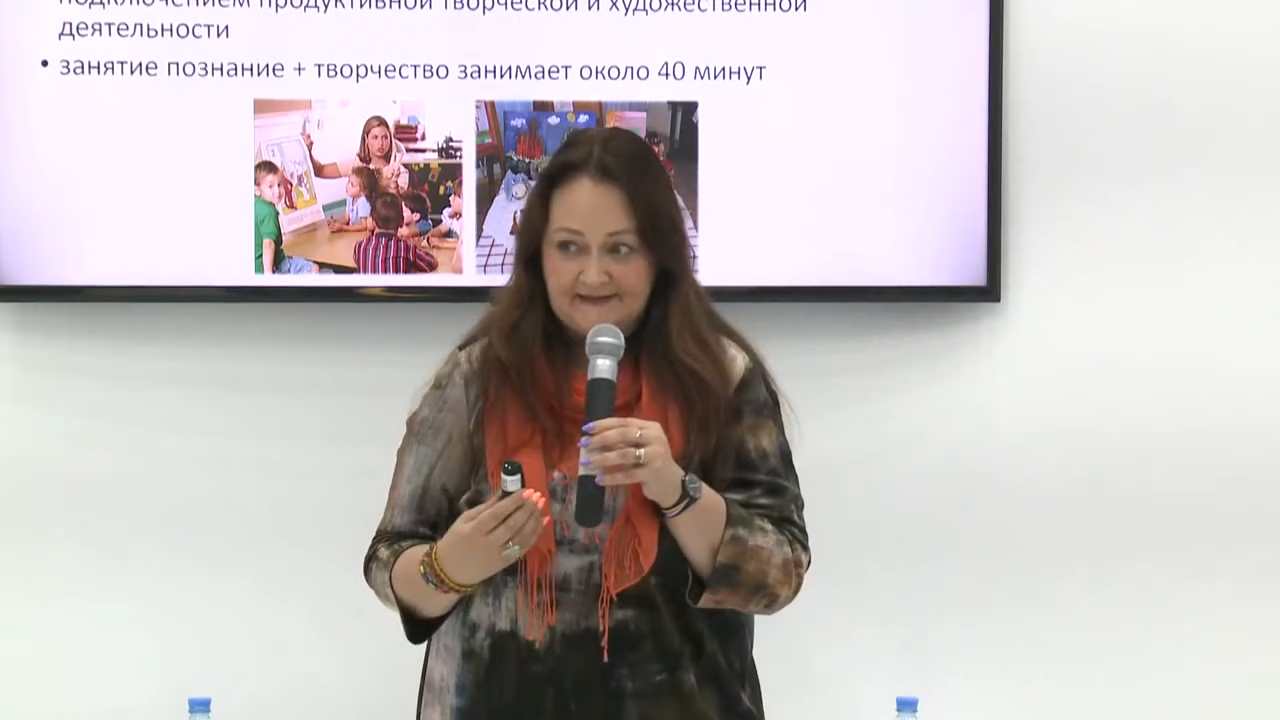 подключением продуктивной творческой и художественной
деятельности
• занятие познание + творчество занимает около 40 минут